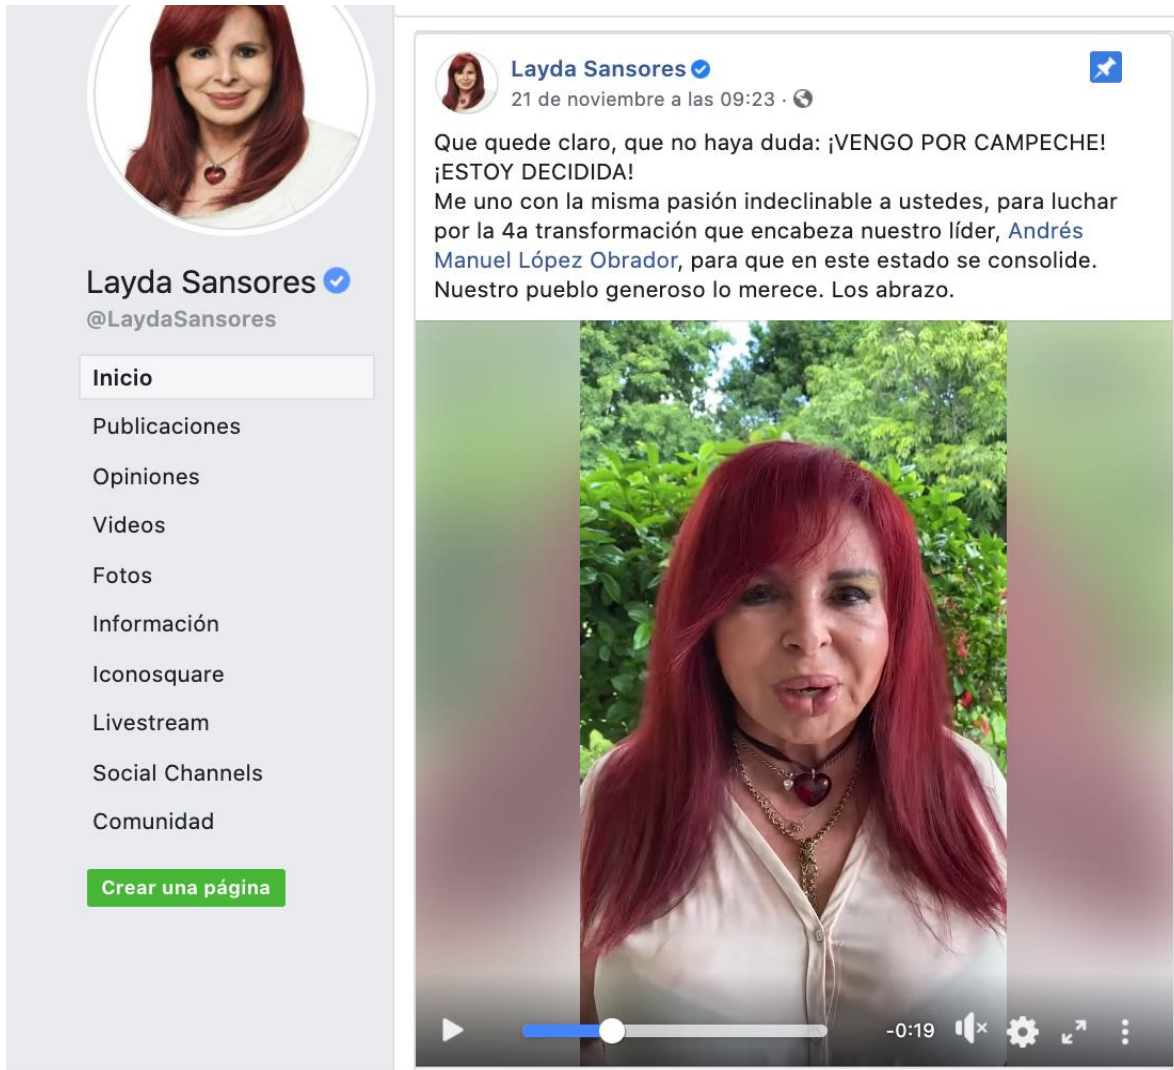 Layda Sansores
@LaydaSansores
Inicio
Publicaciones
Opiniones
Videos
Fotos
Información
Iconosquare
Livestream
Social Channels
Comunidad
Crear una página
Layda Sansores
21 de noviembre a las 09:23 ·
Que quede claro, que no haya duda: ¡VENGO POR CAMPECHE!
¡ESTOY DECIDIDA!
Me uno con la misma pasión indeclinable a ustedes, para luchar
por la 4a transformación que encabeza nuestro líder, Andrés
Manuel López Obrador, para que en este estado se consolide.
Nuestro pueblo generoso lo merece. Los abrazo.
-0:19